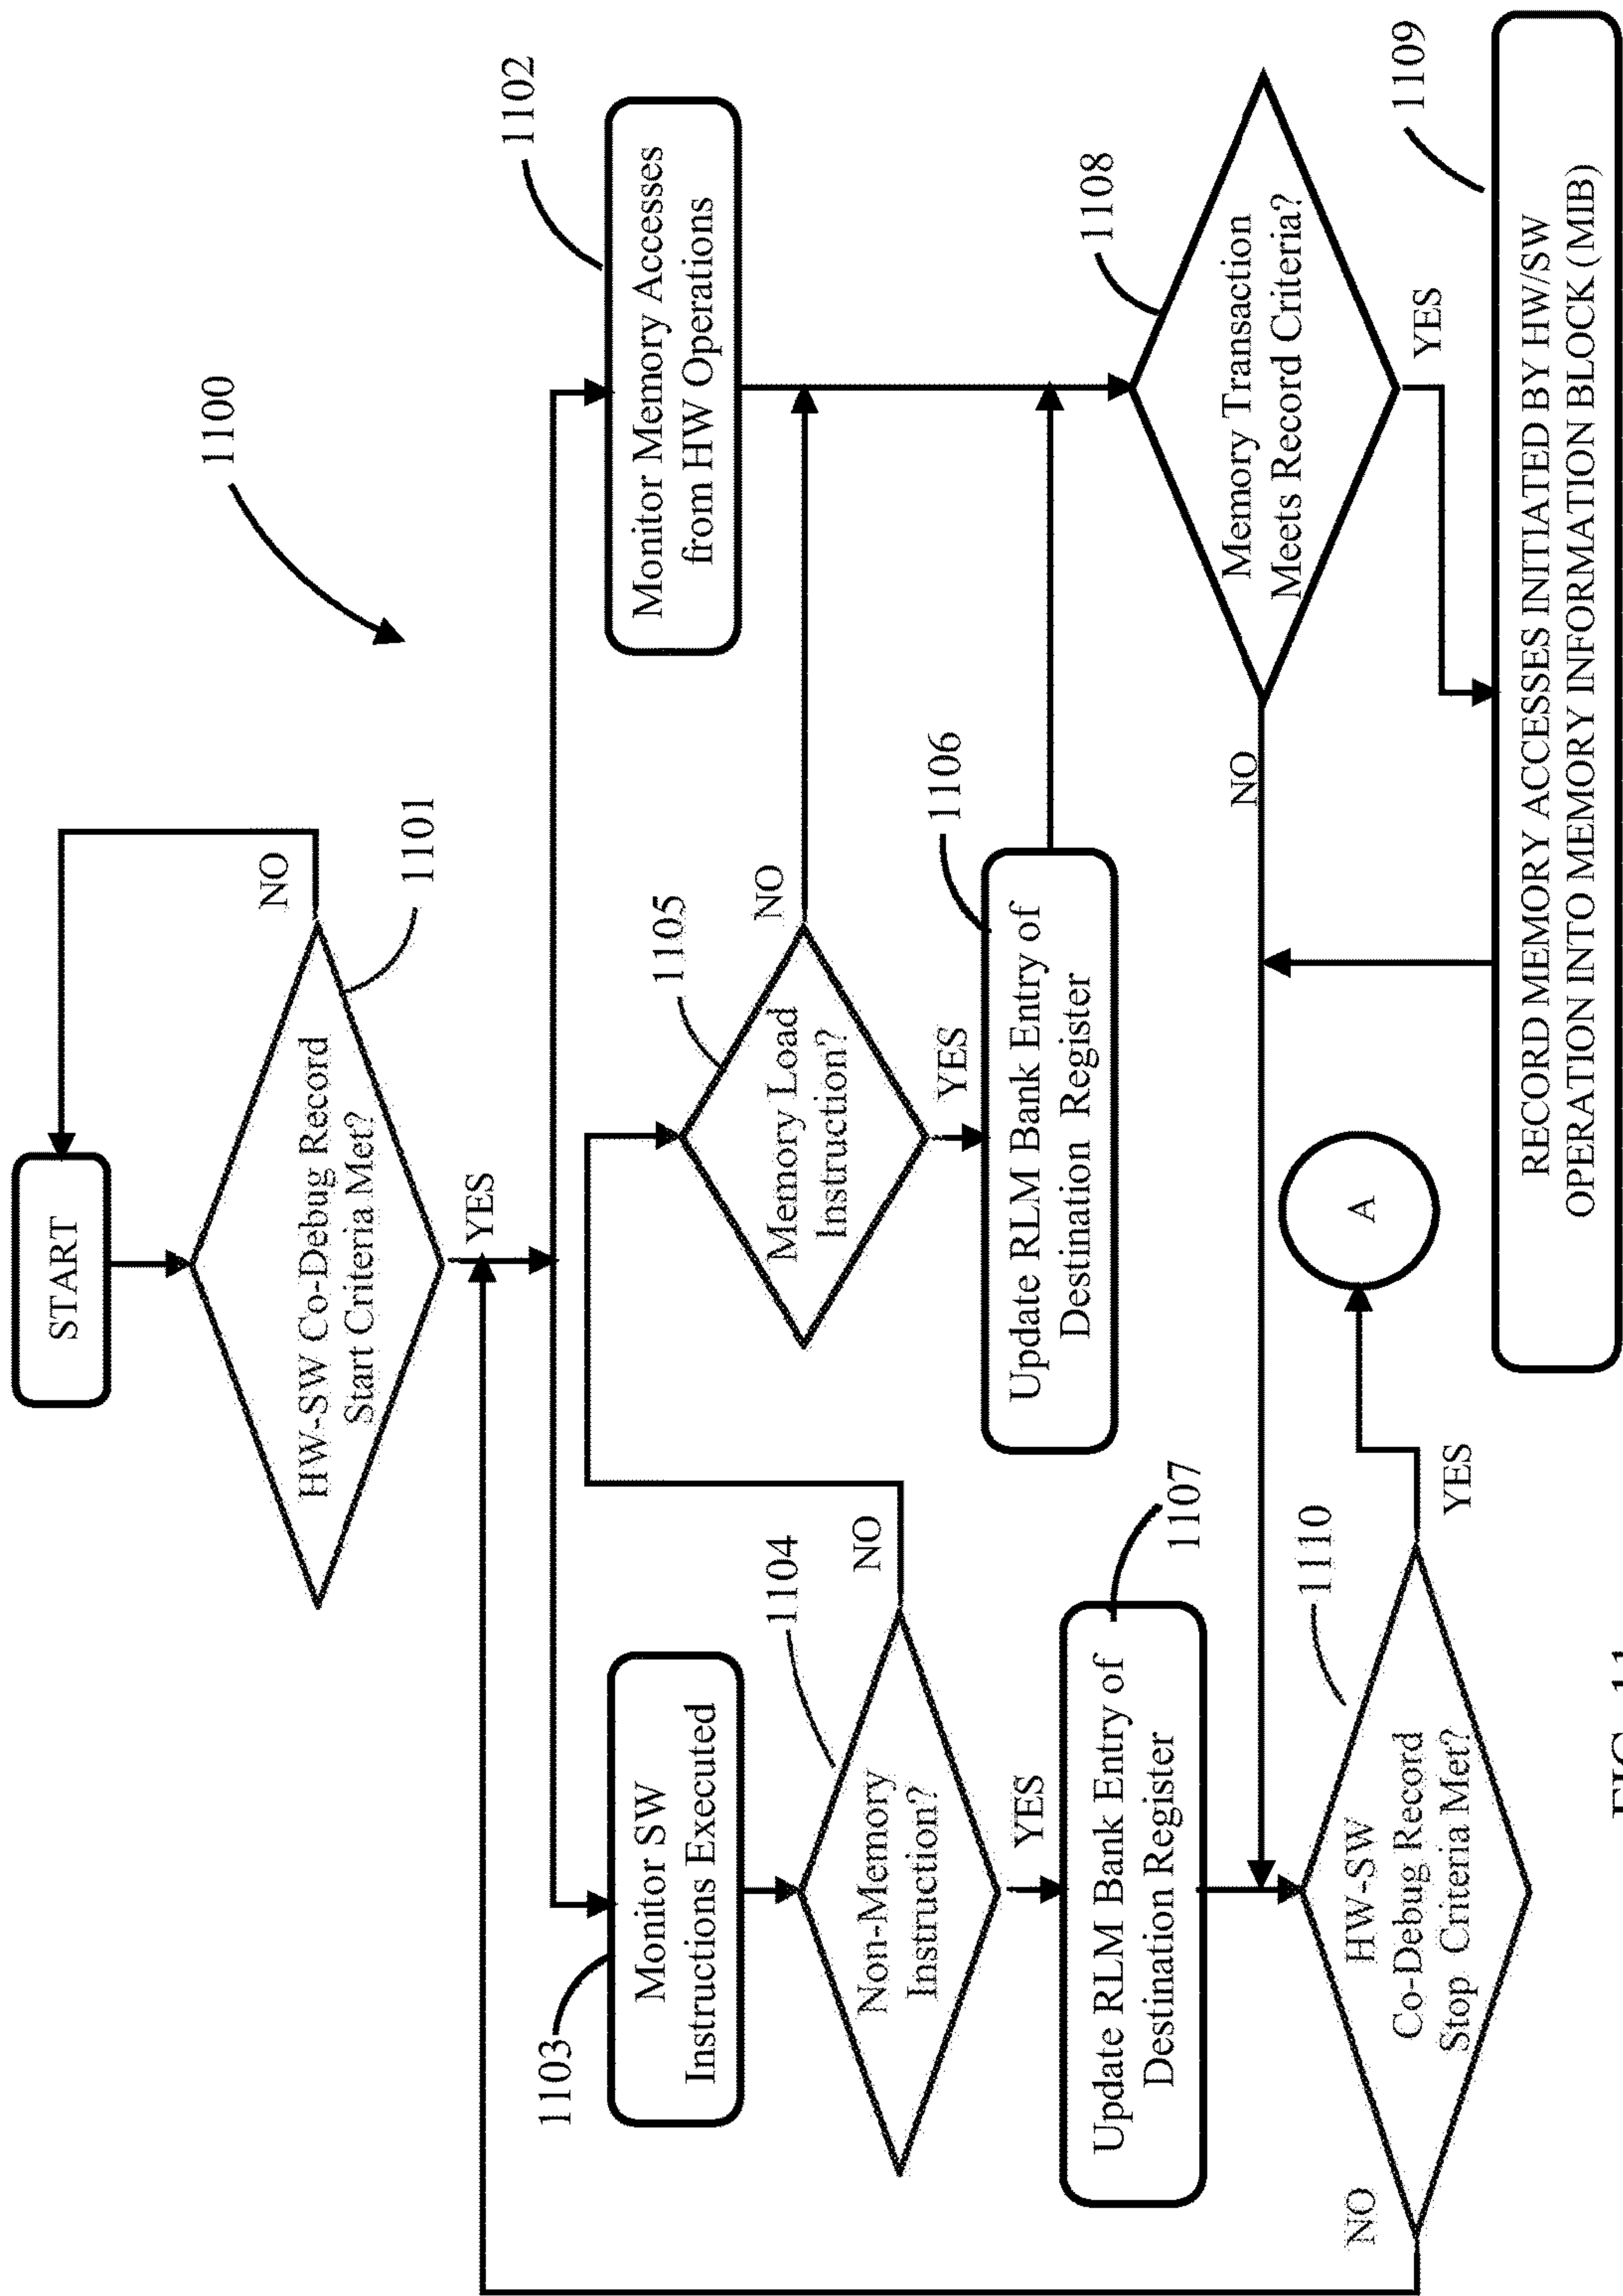 START
HW-SW Co-Debug Record
Start Criteria Met?
NO
1101
1100
YES
1103
Monitor SW
Instructions Executed
1102
Monitor Memory Accesses
from HW Operations
1104
Non-Memory
Instruction?
NO
YES
1105
Memory Load
Instruction?
NO
YES
1107
Update RLM Bank Entry of
Destination Register
1106
Update RLM Bank Entry of
Destination Register
1108
Memory Transaction
Meets Record Criteria?
NO
YES
1110
HW-SW
Co-Debug Record
Stop Criteria Met?
NO
YES
A
1109
RECORD MEMORY ACCESSES INITIATED BY HW/SW
OPERATION INTO MEMORY INFORMATION BLOCK (MIB)
FIG. 11